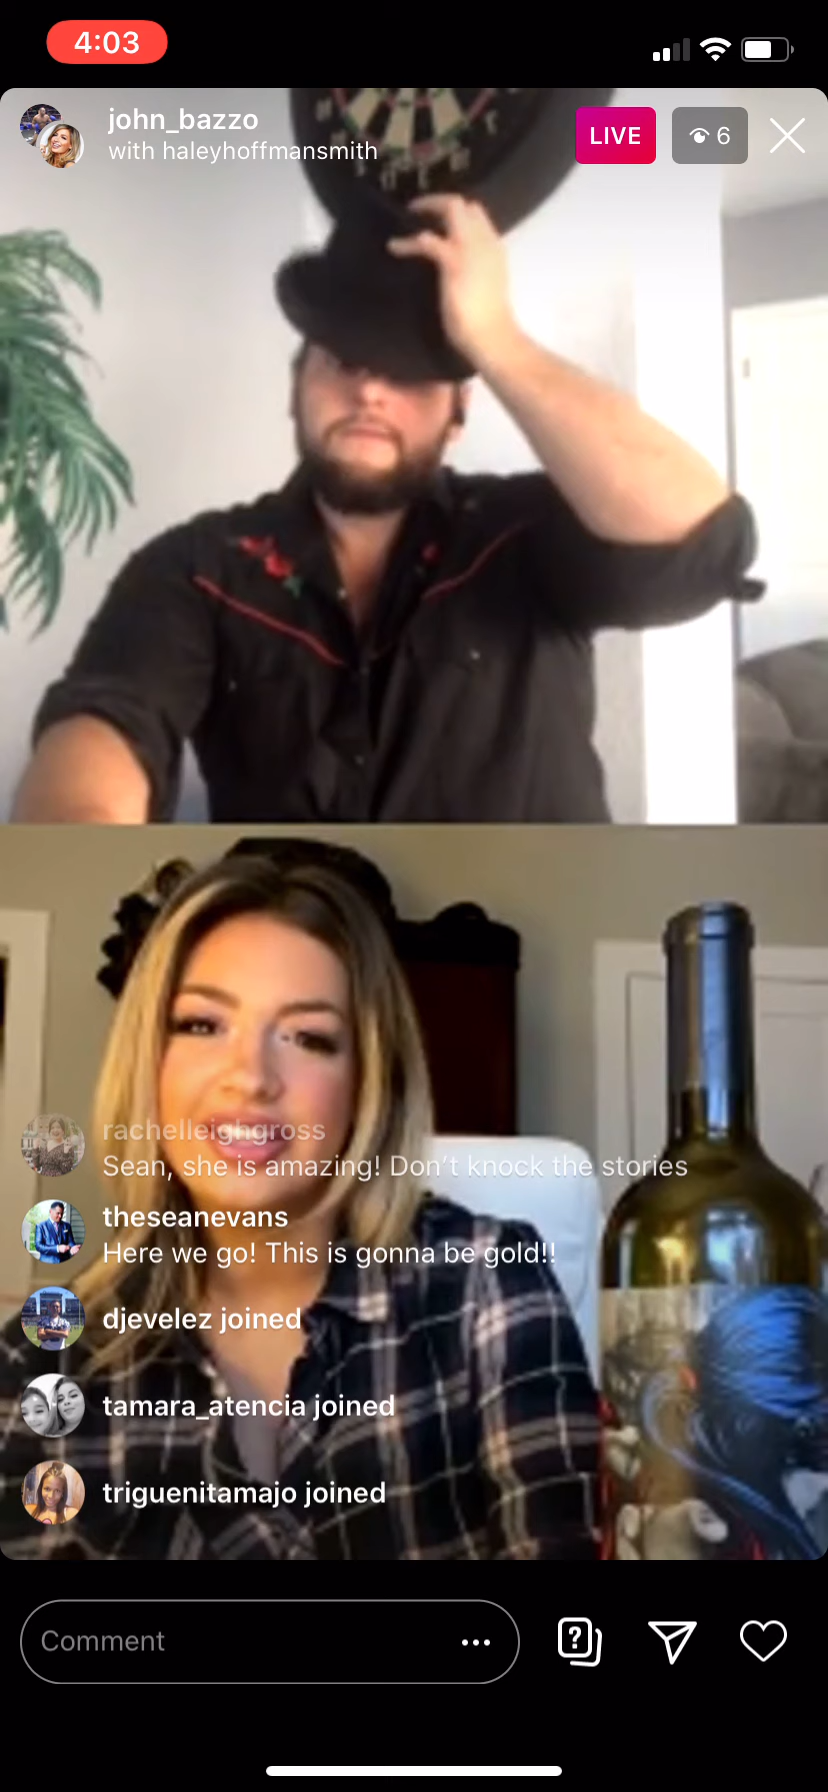 4:03
john_bazzo
with haleyhoffmansmith
LIVE
6
rachelleighgross
Sean, she is amazing! Don't knock the stories
theseanevans
Here we go! This is gonna be gold!!
djevelez joined
tamara_atencia joined
triguenitamajo joined
Comment